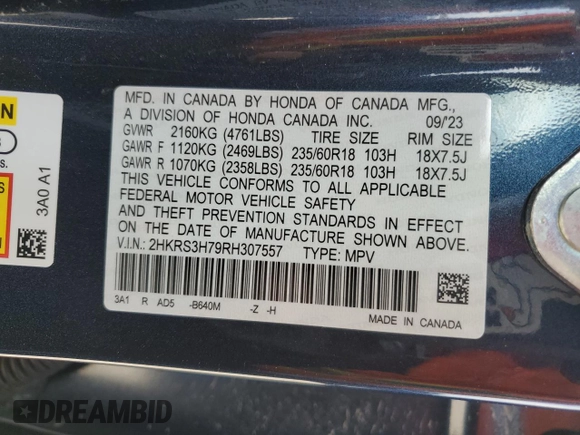 MFD. IN CANADA BY HONDA OF CANADA MFG.,
A DIVISION OF HONDA CANADA INC. 09/'23
GVWR 2160KG (4761LBS) TIRE SIZE RIM SIZE
GAWR F 1120KG (2469LBS) 235/60R18 103H 18X7.5J
GAWR R 1070KG (2358LBS) 235/60R18 103H 18X7.5J
THIS VEHICLE CONFORMS TO ALL APPLICABLE
FEDERAL MOTOR VEHICLE SAFETY
AND THEFT PREVENTION STANDARDS IN EFFECT
ON THE DATE OF MANUFACTURE SHOWN ABOVE.
V.I.N.: 2HKRS3H79RH307557 TYPE: MPV
3A1 R AD5 -B640M -Z -H
MADE IN CANADA
3A0 A1
DREAMBID